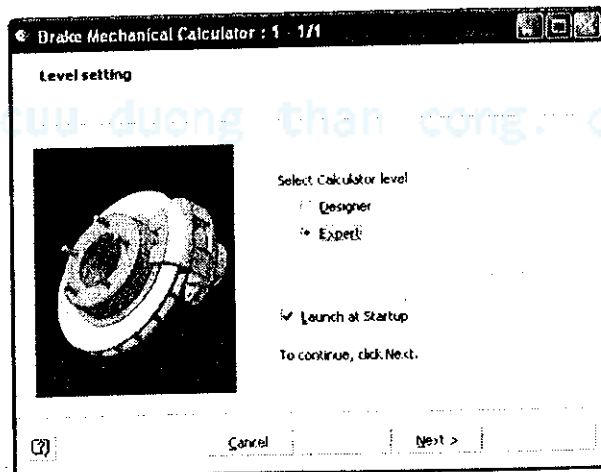 Brake Mechanical Calculator : 1 - 1/1
Level setting
cuu duong than cong. c
Select Calculator level
Designer
Expert
Launch at Startup
To continue, click Next.
Cancel
Next >